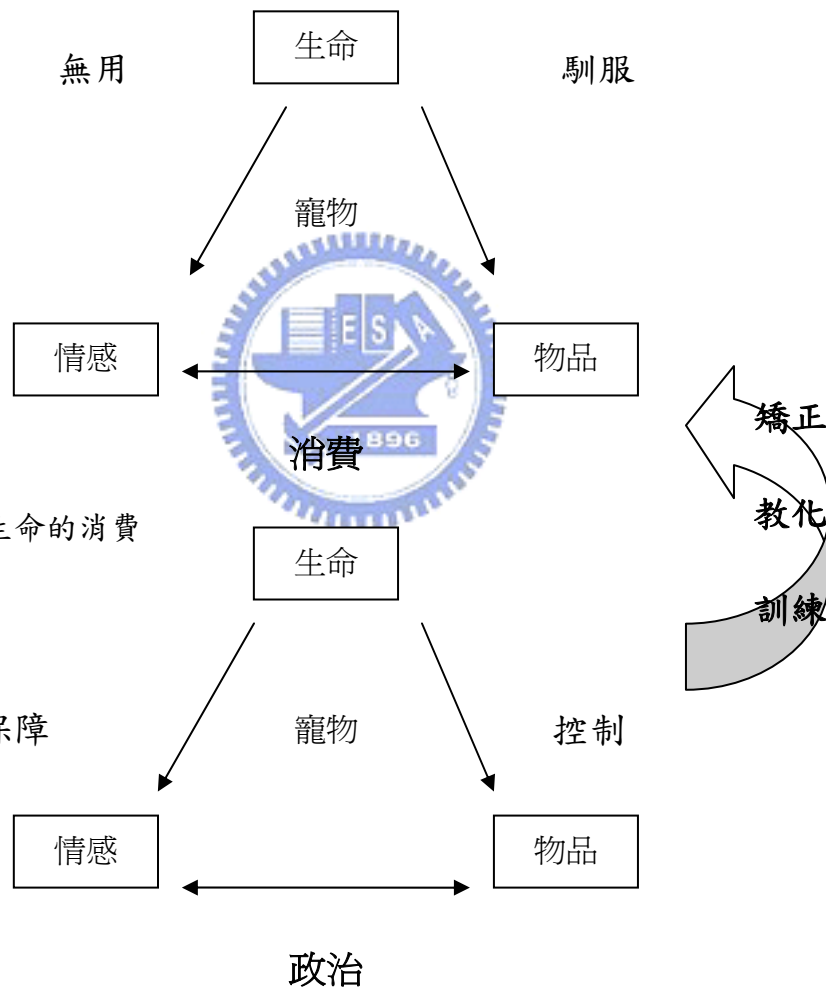 生命
無用
馴服
寵物
情感
物品
ESA
1896
消費
矯正
教化
訓練
生命的消費
生命
保障
寵物
控制
情感
物品
政治